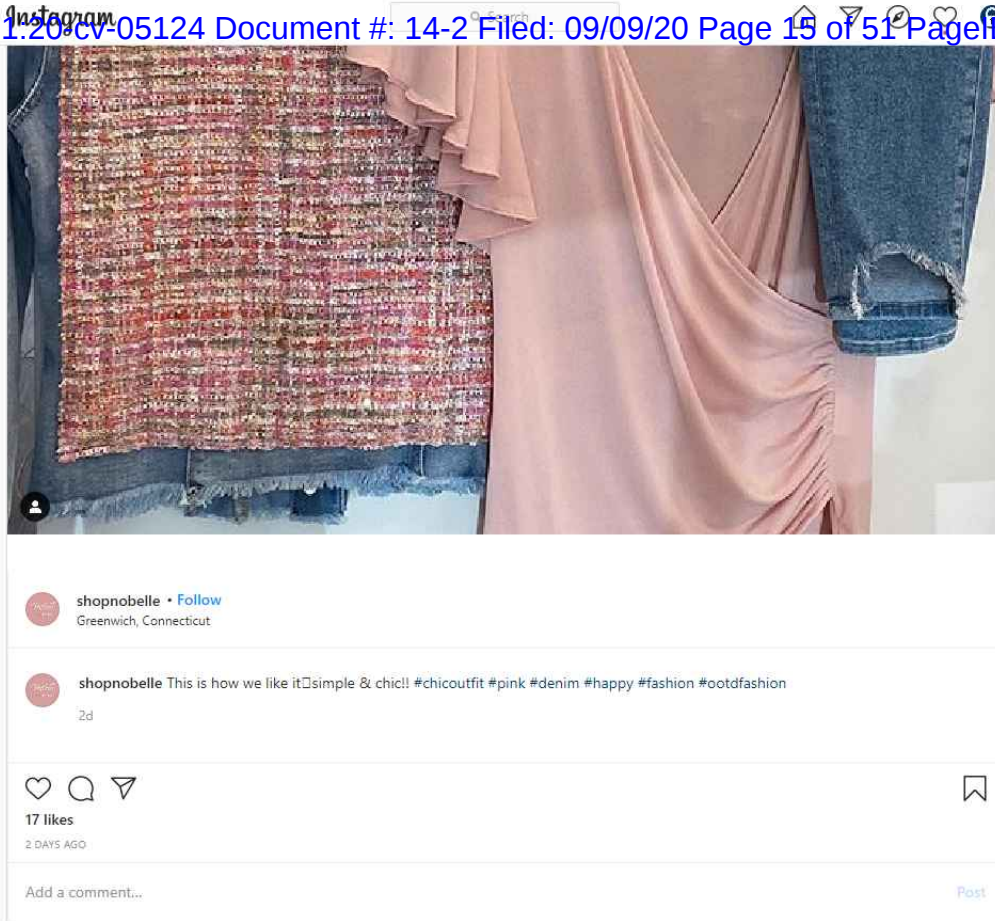 Instagram
Search
1:20-cv-05124 Document #: 14-2 Filed: 09/09/20 Page 15 of 51 PageI
shopnobelle • Follow
Greenwich, Connecticut
shopnobelle This is how we like it□simple & chic!! #chicoutfit #pink #denim #happy #fashion #ootdfashion
2d
17 likes
2 DAYS AGO
Add a comment...
Post